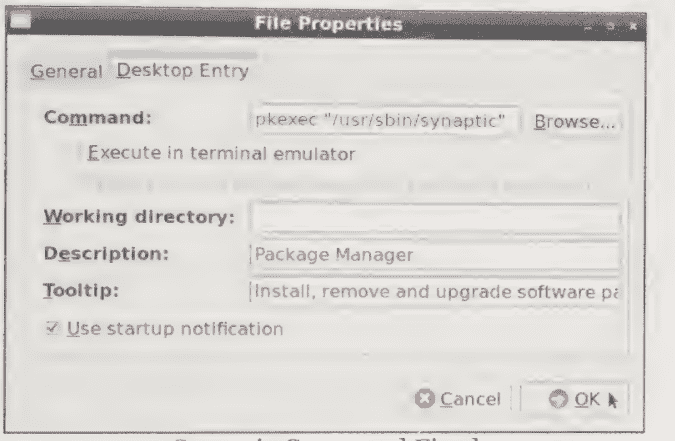 File Properties
General Desktop Entry
Command: pkexec "/usr/sbin/synaptic" Browse...
Execute in terminal emulator
Working directory:
Description: Package Manager
Tooltip: Install, remove and upgrade software pa
Use startup notification
Cancel OK